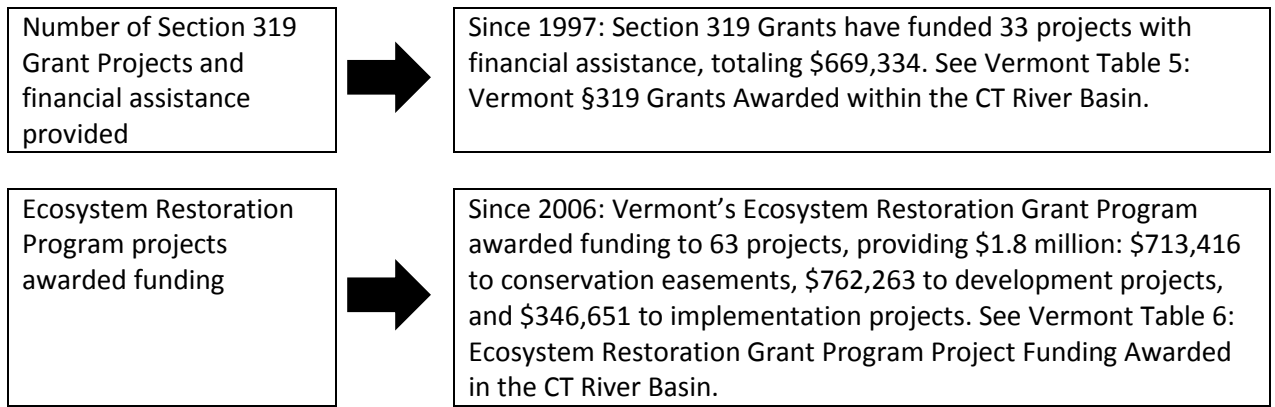 Number of Section 319
Grant Projects and
financial assistance
provided
Since 1997: Section 319 Grants have funded 33 projects with
financial assistance, totaling $669,334. See Vermont Table 5:
Vermont §319 Grants Awarded within the CT River Basin.
Ecosystem Restoration
Program projects
awarded funding
Since 2006: Vermont’s Ecosystem Restoration Grant Program
awarded funding to 63 projects, providing $1.8 million: $713,416
to conservation easements, $762,263 to development projects,
and $346,651 to implementation projects. See Vermont Table 6:
Ecosystem Restoration Grant Program Project Funding Awarded
in the CT River Basin.